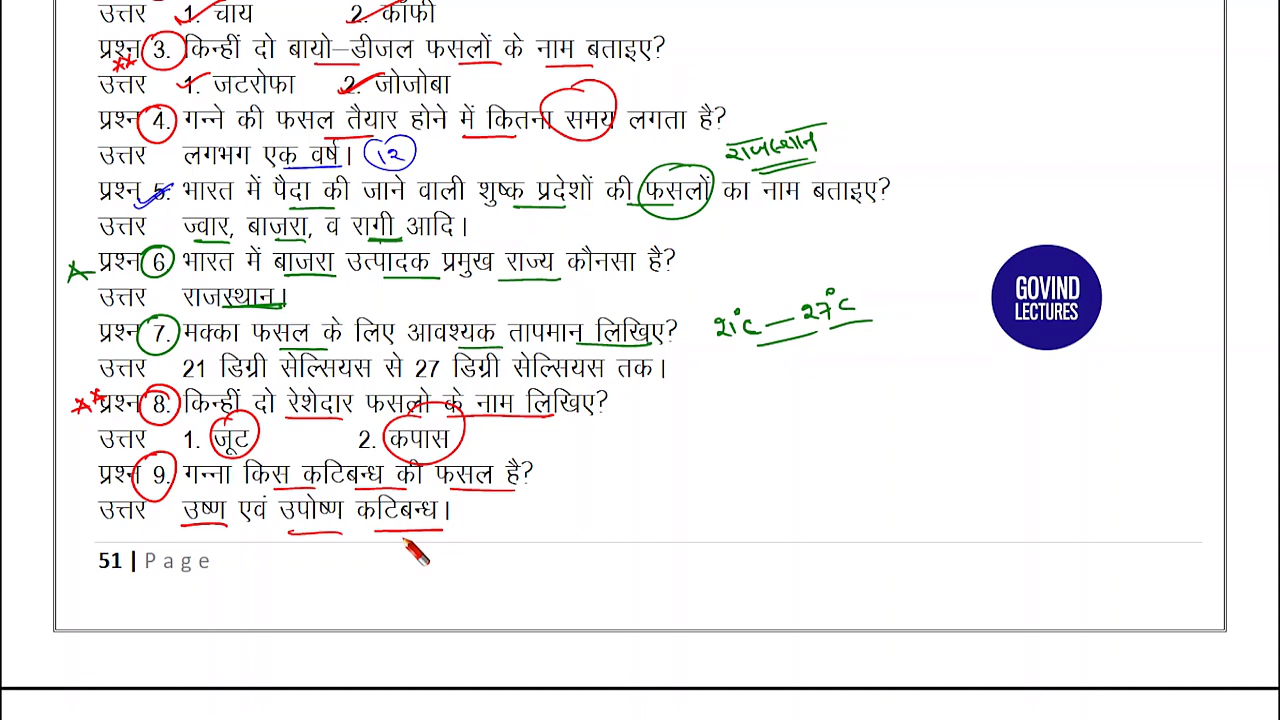 उत्तर 1. चाय 2. कॉफी
प्रश्न 3. किन्हीं दो बायो–डीजल फसलों के नाम बताइए?
उत्तर 1. जटरोफा 2. जोजोबा
प्रश्न 4. गन्ने की फसल तैयार होने में कितना समय लगता है?
उत्तर लगभग एक वर्ष। 12
राजस्थान
प्रश्न 5. भारत में पैदा की जाने वाली शुष्क प्रदेशों की फसलों का नाम बताइए?
उत्तर ज्वार, बाजरा, व रागी आदि।
प्रश्न 6 भारत में बाजरा उत्पादक प्रमुख राज्य कौनसा है?
उत्तर राजस्थान।
प्रश्न 7. मक्का फसल के लिए आवश्यक तापमान लिखिए? 21°C — 27°C
उत्तर 21 डिग्री सेल्सियस से 27 डिग्री सेल्सियस तक।
प्रश्न 8. किन्हीं दो रेशेदार फसलो के नाम लिखिए?
उत्तर 1. जूट 2. कपास
प्रश्न 9. गन्ना किस कटिबन्ध की फसल है?
उत्तर उष्ण एवं उपोष्ण कटिबन्ध।
51 | Page
GOVIND
LECTURES